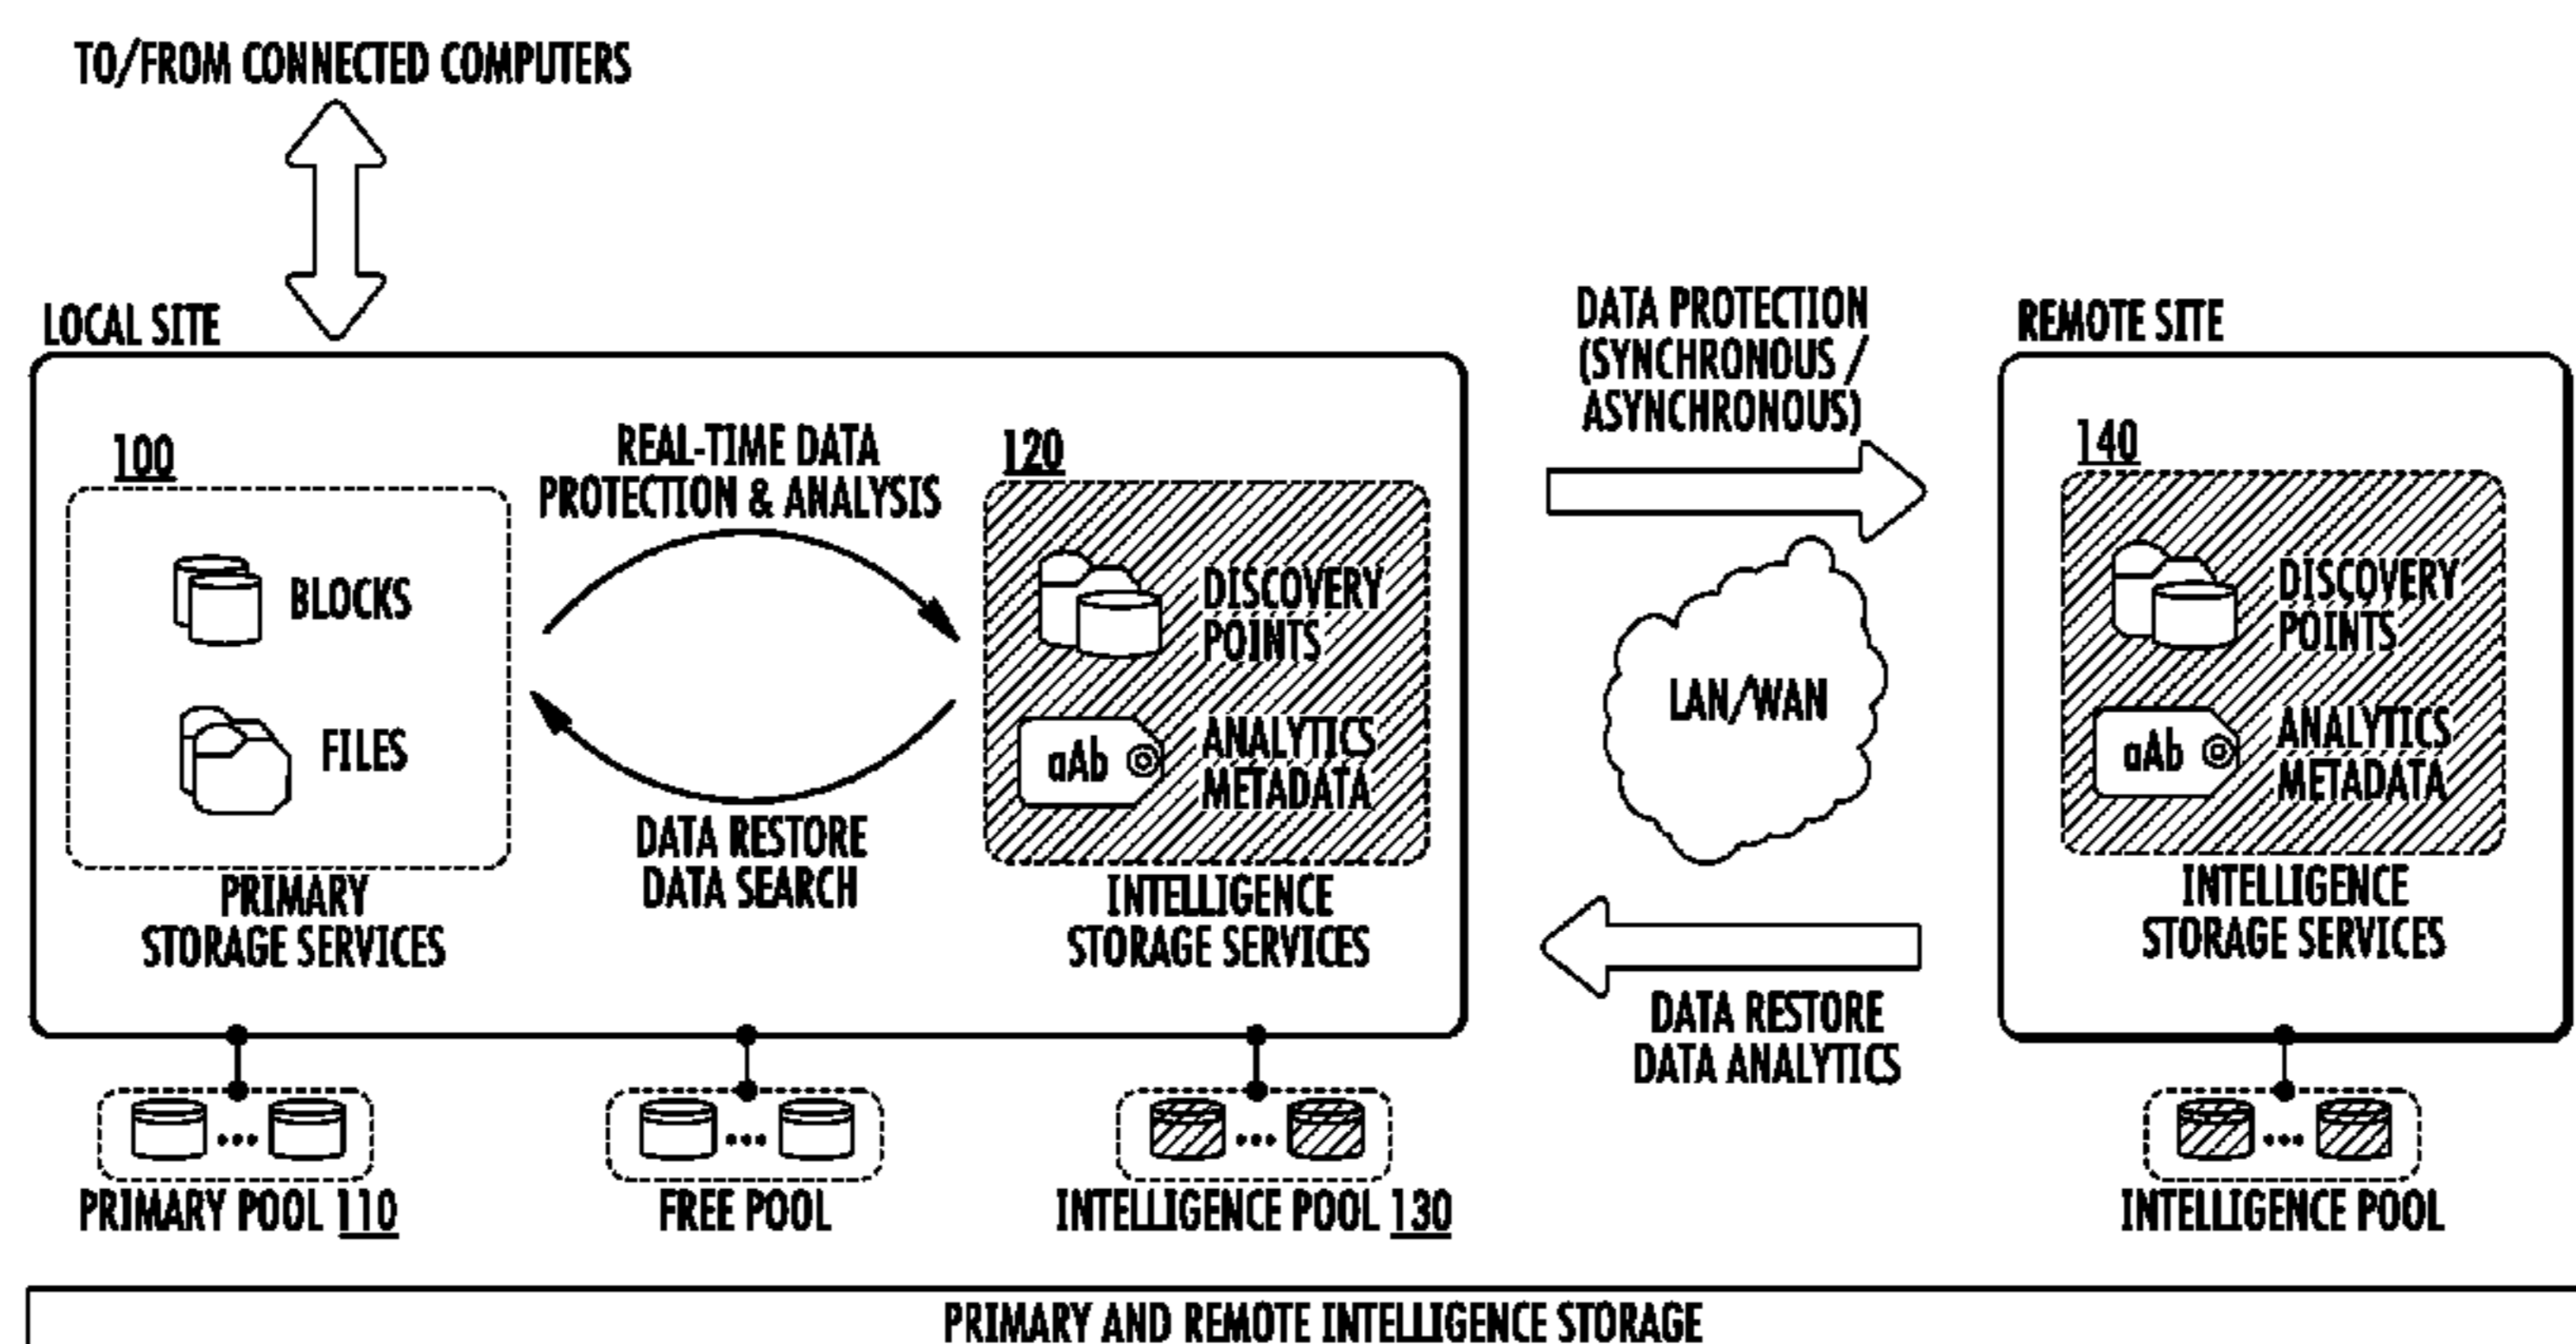 TO/FROM CONNECTED COMPUTERS
LOCAL SITE
100
BLOCKS
FILES
PRIMARY
STORAGE SERVICES
REAL-TIME DATA
PROTECTION & ANALYSIS
DATA RESTORE
DATA SEARCH
120
DISCOVERY
POINTS
aAb
ANALYTICS
METADATA
INTELLIGENCE
STORAGE SERVICES
DATA PROTECTION
(SYNCHRONOUS /
ASYNCHRONOUS)
LAN/WAN
DATA RESTORE
DATA ANALYTICS
REMOTE SITE
140
DISCOVERY
POINTS
aAb
ANALYTICS
METADATA
INTELLIGENCE
STORAGE SERVICES
PRIMARY POOL 110
FREE POOL
INTELLIGENCE POOL 130
INTELLIGENCE POOL
PRIMARY AND REMOTE INTELLIGENCE STORAGE